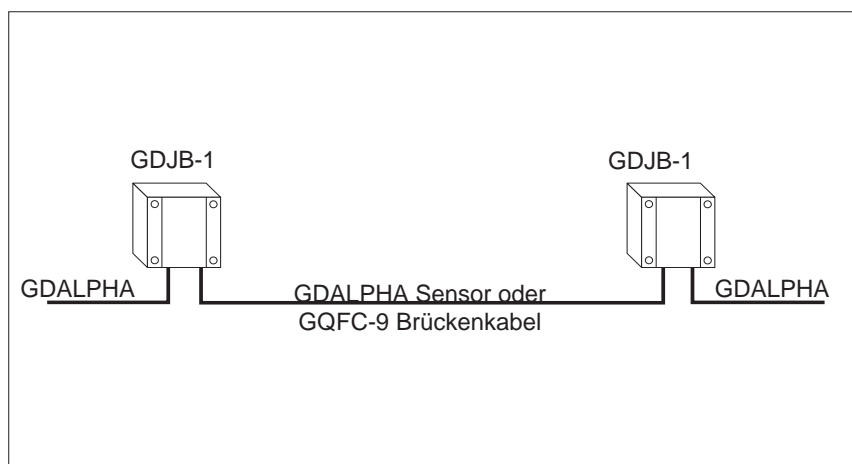 GDJB-1
GDJB-1
GDALPHA
GDALPHA Sensor oder
GQFC-9 Brückenkabel
GDALPHA